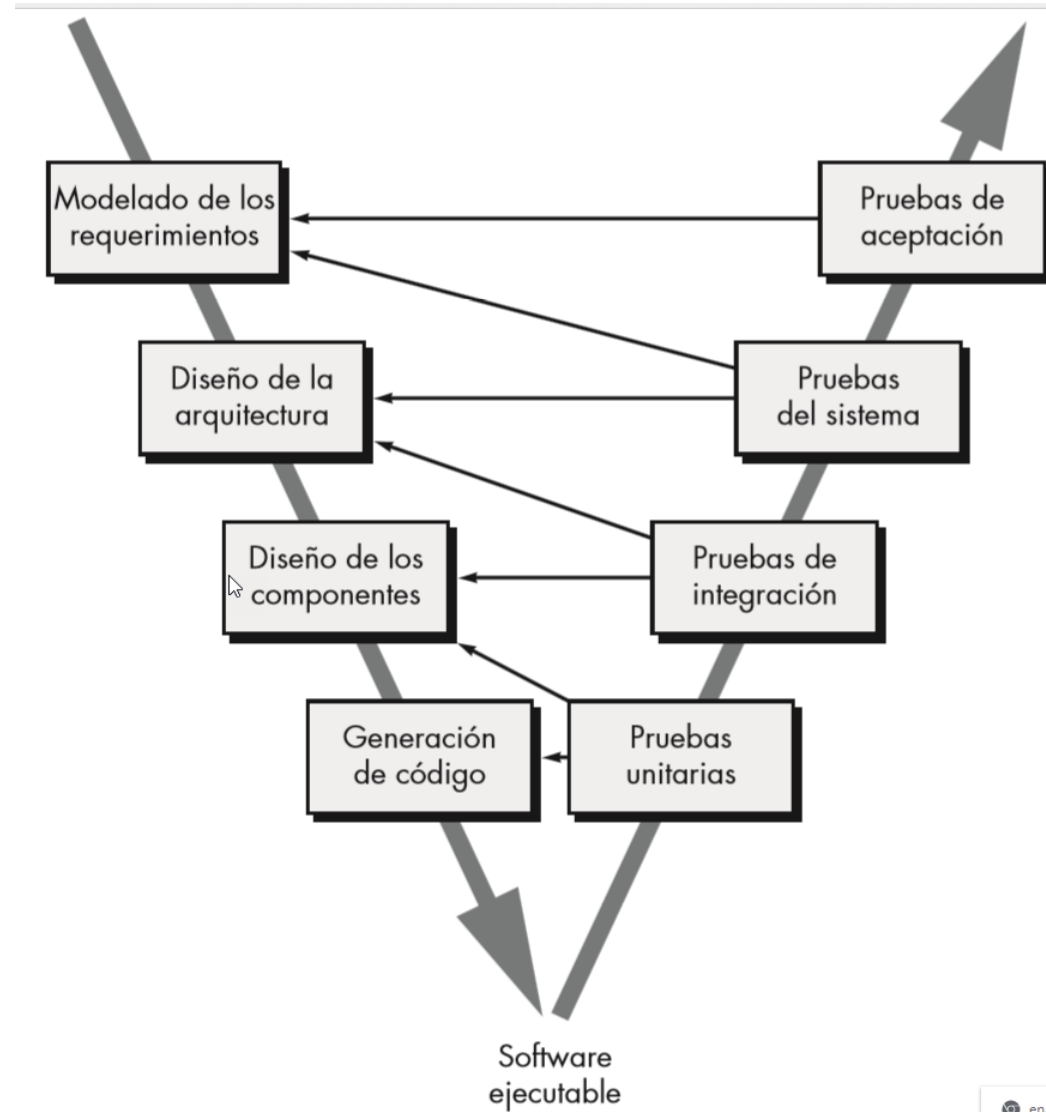 Modelado de los
requerimientos
Pruebas de
aceptación
Diseño de la
arquitectura
Pruebas
del sistema
Diseño de los
componentes
Pruebas de
integración
Generación
de código
Pruebas
unitarias
Software
ejecutable
en